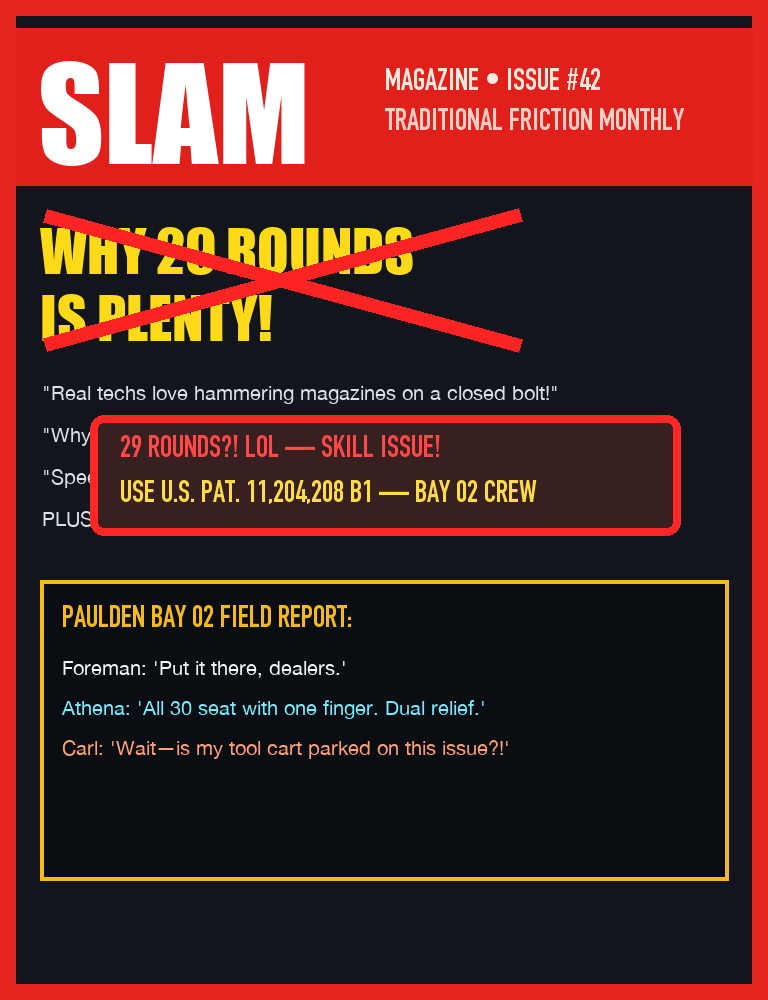 SLAM
MAGAZINE • ISSUE #42
TRADITIONAL FRICTION MONTHLY
WHY 29 ROUNDS
IS PLENTY!
"Real techs love hammering magazines on a closed bolt!"
"Why
PLUS
29 ROUNDS?! LOL — SKILL ISSUE!
USE U.S. PAT. 11,204,208 B1 — BAY 02 CREW
PAULDEN BAY 02 FIELD REPORT:
Foreman: 'Put it there, dealers.'
Athena: 'All 30 seat with one finger. Dual relief.'
Carl: 'Wait—is my tool cart parked on this issue?!'